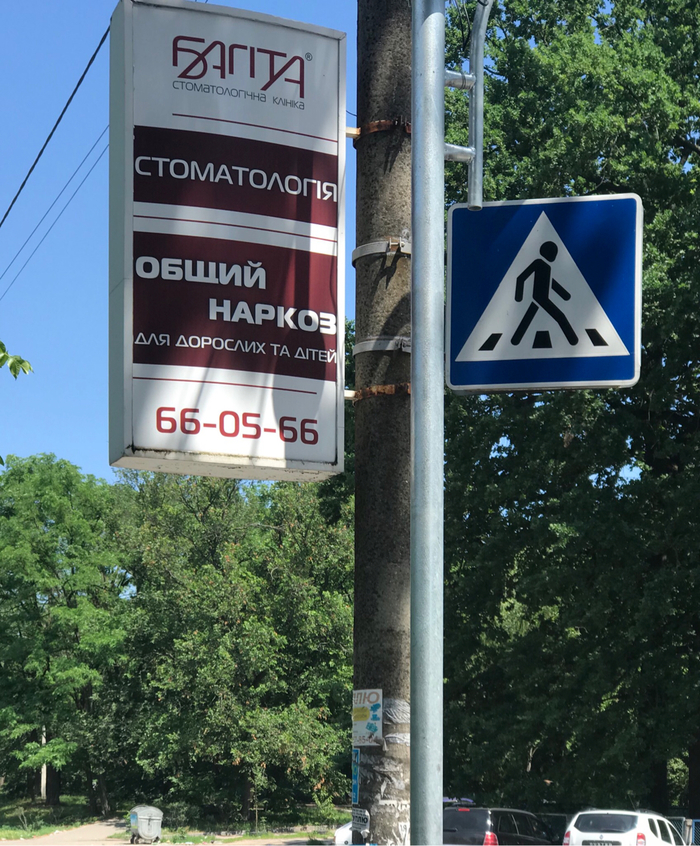 БАГІТА®
СТОМАТОЛОГІЧНА КЛІНІКА
СТОМАТОЛОГІЯ
ОБЩИЙ
НАРКОЗ
ДЛЯ ДОРОСЛИХ ТА ДІТЕЙ
66-05-66